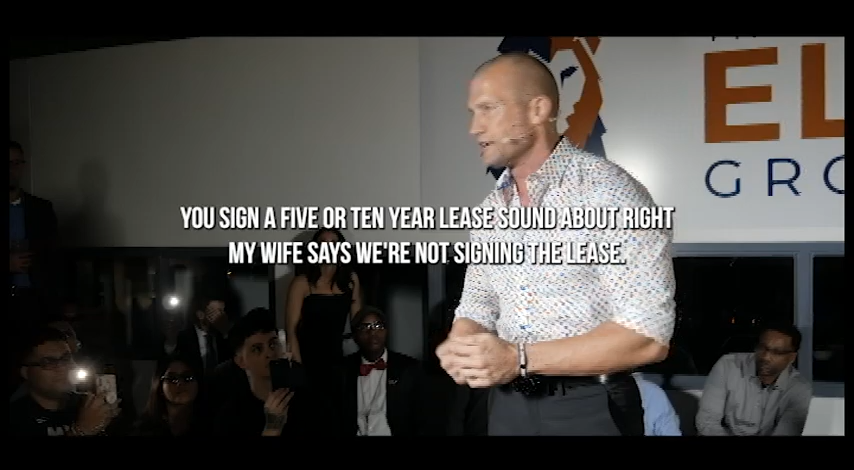 EL
GRO
YOU SIGN A FIVE OR TEN YEAR LEASE SOUND ABOUT RIGHT
MY WIFE SAYS WE'RE NOT SIGNING THE LEASE.